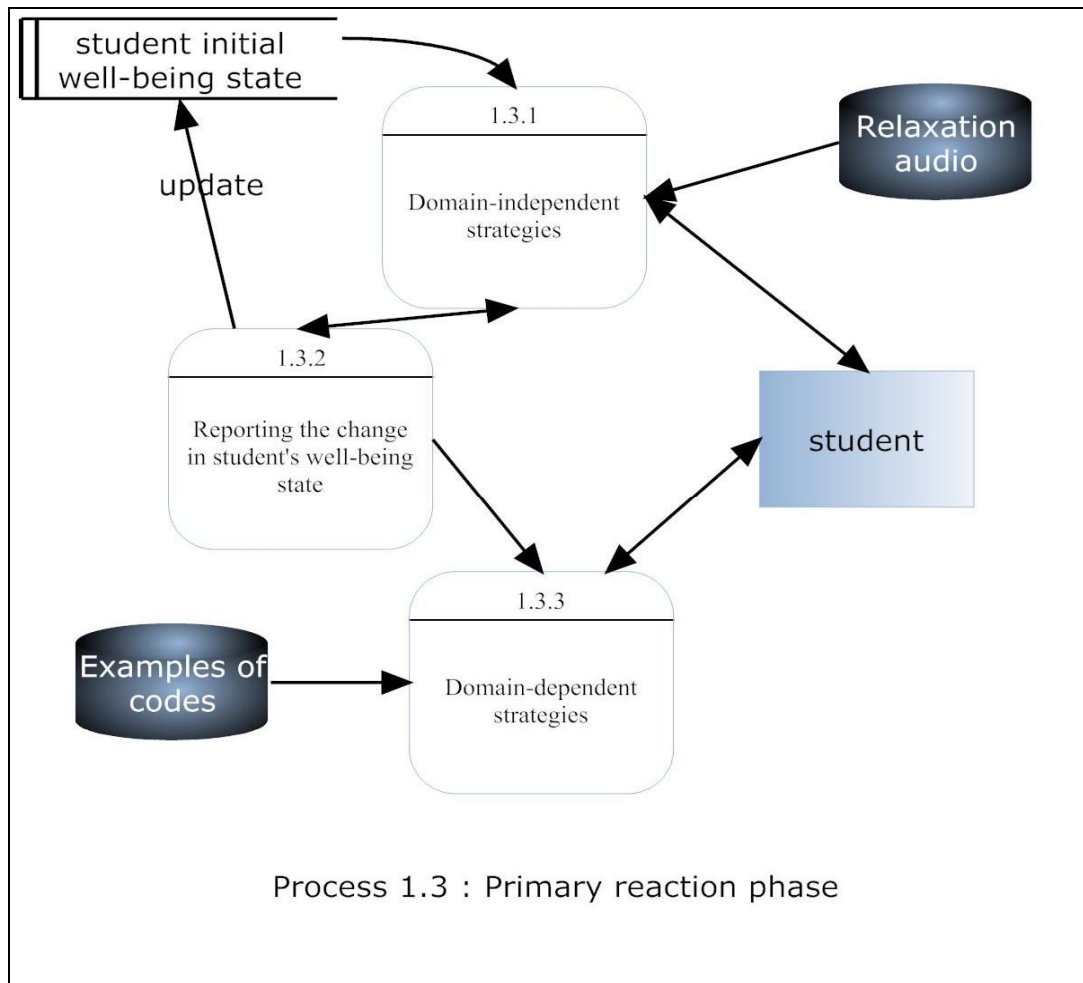 student initial
well-being state
1.3.1
Relaxation
audio
Domain-independent
strategies
update
1.3.2
Reporting the change
in student's well-being
state
student
1.3.3
Examples of
codes
Domain-dependent
strategies
Process 1.3 : Primary reaction phase